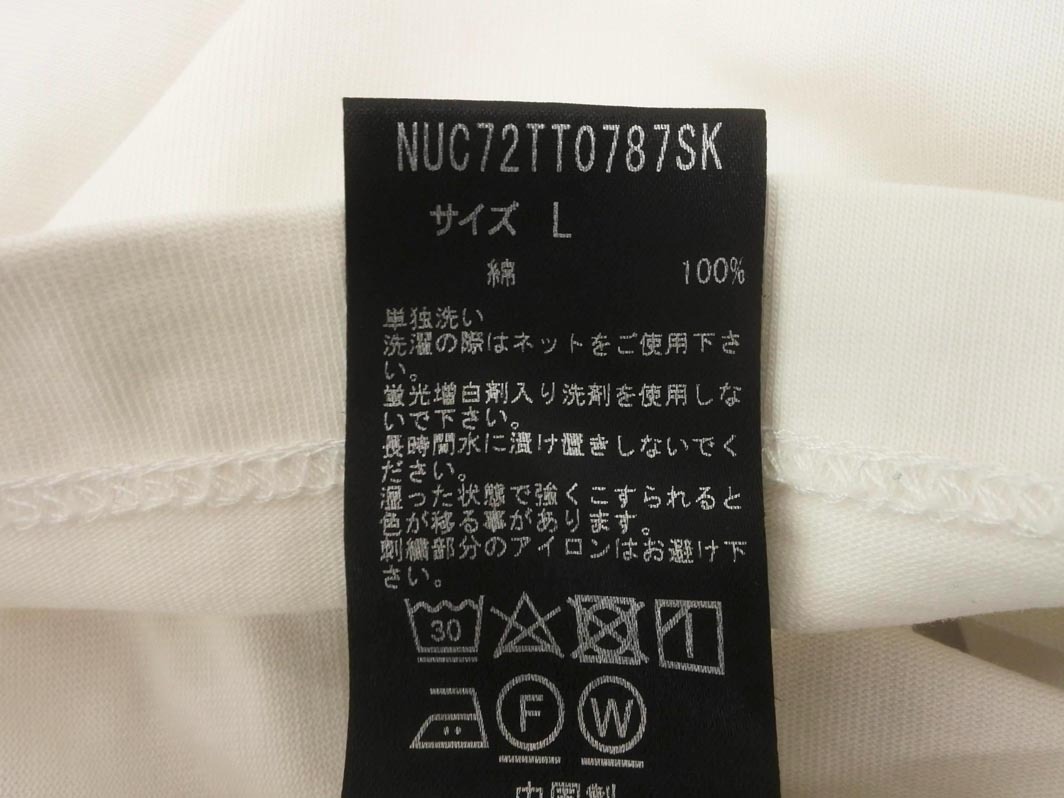 NUC72TT0787SK
サイズ L
綿 100%
単独洗い
洗濯の際はネットをご使用下さ
い。
蛍光増白剤入り洗剤を使用しな
いで下さい。
長時間水に漬け置きしないでく
ださい。
湿った状態で強くこすられると
色が移る事があります。
刺繍部分のアイロンはお避け下
さい。
30
F W
中国製